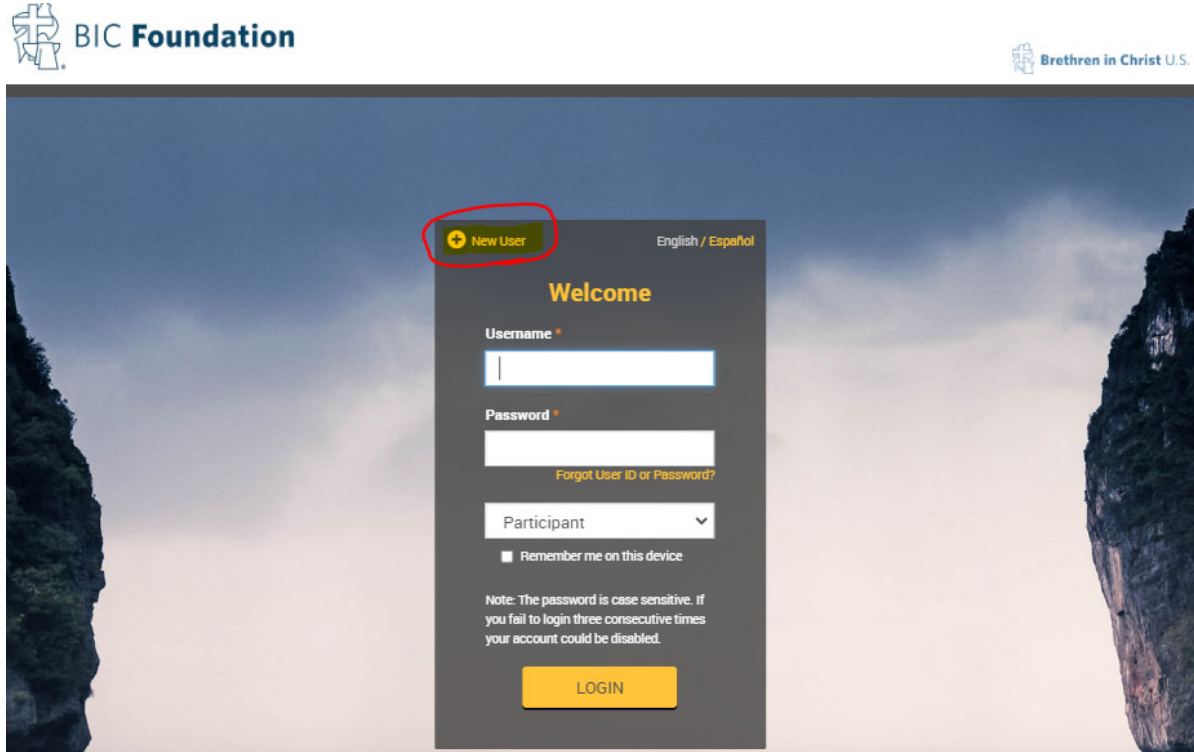 BIC Foundation
Brethren in Christ U.S.
New User
English / Español
Welcome
Username *
Password *
Forgot User ID or Password?
Participant
Remember me on this device
Note: The password is case sensitive. If
you fail to login three consecutive times
your account could be disabled.
LOGIN